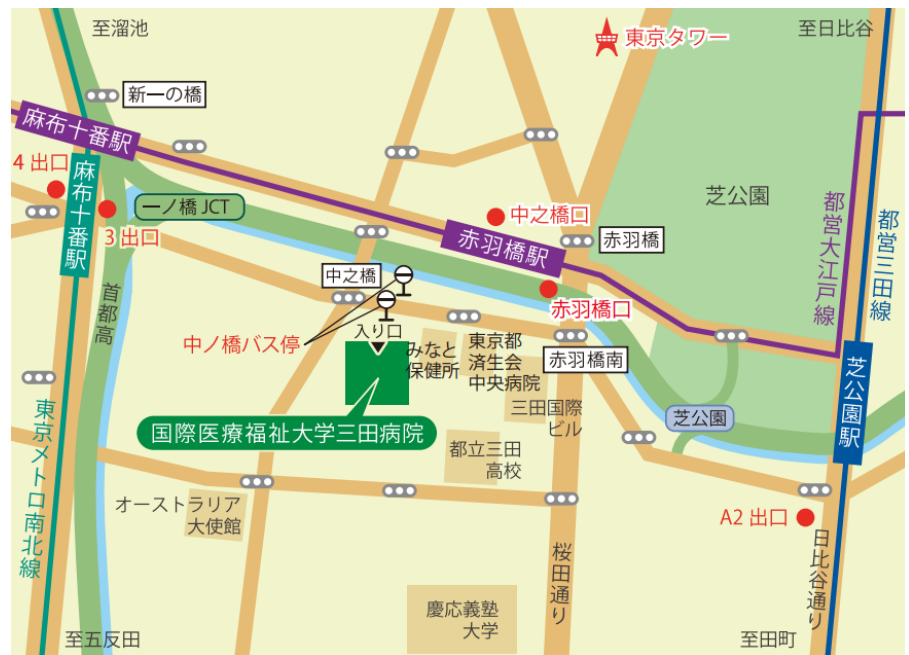 至溜池
東京タワー
至日比谷
新一の橋
麻布十番駅
4 出口
麻布十番駅
一ノ橋 JCT
3 出口
中之橋口
赤羽橋駅
赤羽橋
芝公園
都営大江戸線
都営三田線
首都高
中之橋
赤羽橋口
中ノ橋バス停
入り口
みなと
保健所
東京都
済生会
中央病院
赤羽橋南
芝公園駅
国際医療福祉大学三田病院
三田国際
ビル
芝公園
東京メトロ南北線
都立三田
高校
オーストラリア
大使館
A2 出口
桜田通り
日比谷通り
慶応義塾
大学
至五反田
至田町